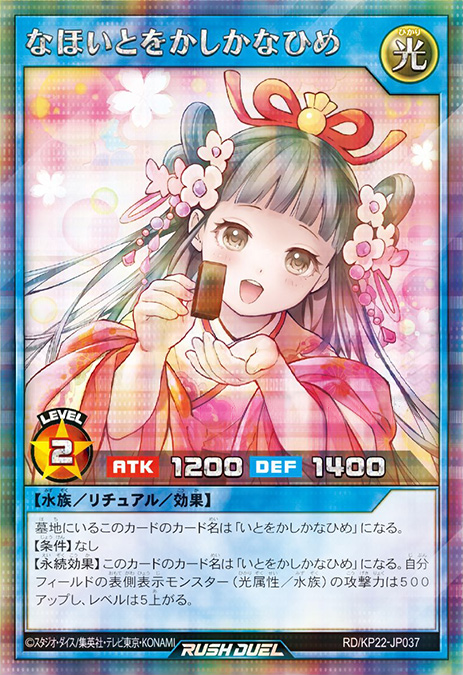 なほいとをかしかなひめ
ひかり
光
LEVEL
2
ATK 1200 DEF 1400
【水族／リチュアル／効果】
墓地にいるこのカードのカード名は「いとをかしかなひめ」になる。
【条件】なし
【永続効果】このカードのカード名は「いとをかしかなひめ」になる。自分
フィールドの表側表示モンスター（光属性／水族）の攻撃力は５００
アップし、レベルは５上がる。
©スタジオ・ダイス/集英社・テレビ東京・KONAMI RUSH DUEL RD/KP22-JP037